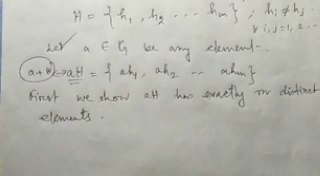 H = { h₁, h₂ ---- hₘ } ; hᵢ ≠ hⱼ
∀ i, j = 1, 2 --
Let a ∈ G be any element.
= aH = { ah₁, ah₂ -- ahₘ }
First we show aH has exactly m distinct
elements.